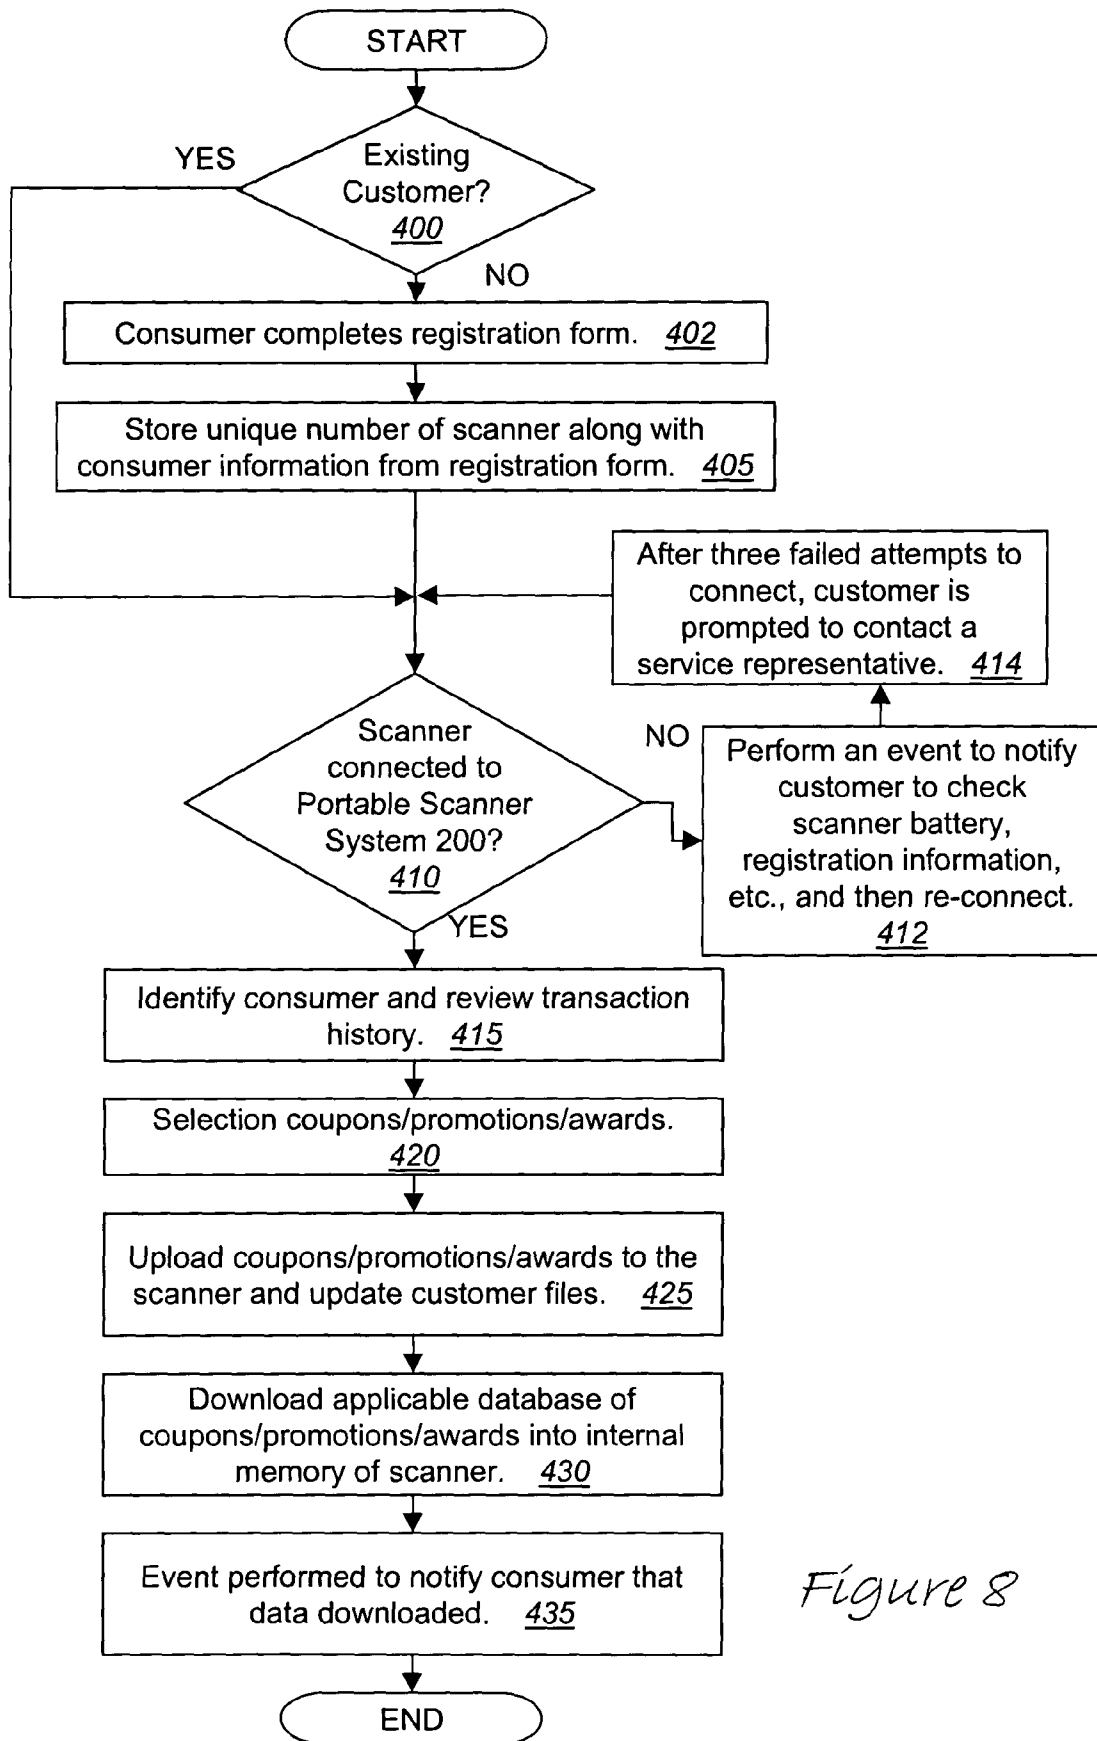 START
YES
Existing
Customer?
400
NO
Consumer completes registration form. 402
Store unique number of scanner along with
consumer information from registration form. 405
After three failed attempts to
connect, customer is
prompted to contact a
service representative. 414
Scanner
connected to
Portable Scanner
System 200?
410
NO
Perform an event to notify
customer to check
scanner battery,
registration information,
etc., and then re-connect.
412
YES
Identify consumer and review transaction
history. 415
Selection coupons/promotions/awards.
420
Upload coupons/promotions/awards to the
scanner and update customer files. 425
Download applicable database of
coupons/promotions/awards into internal
memory of scanner. 430
Event performed to notify consumer that
data downloaded. 435
Figure 8
END